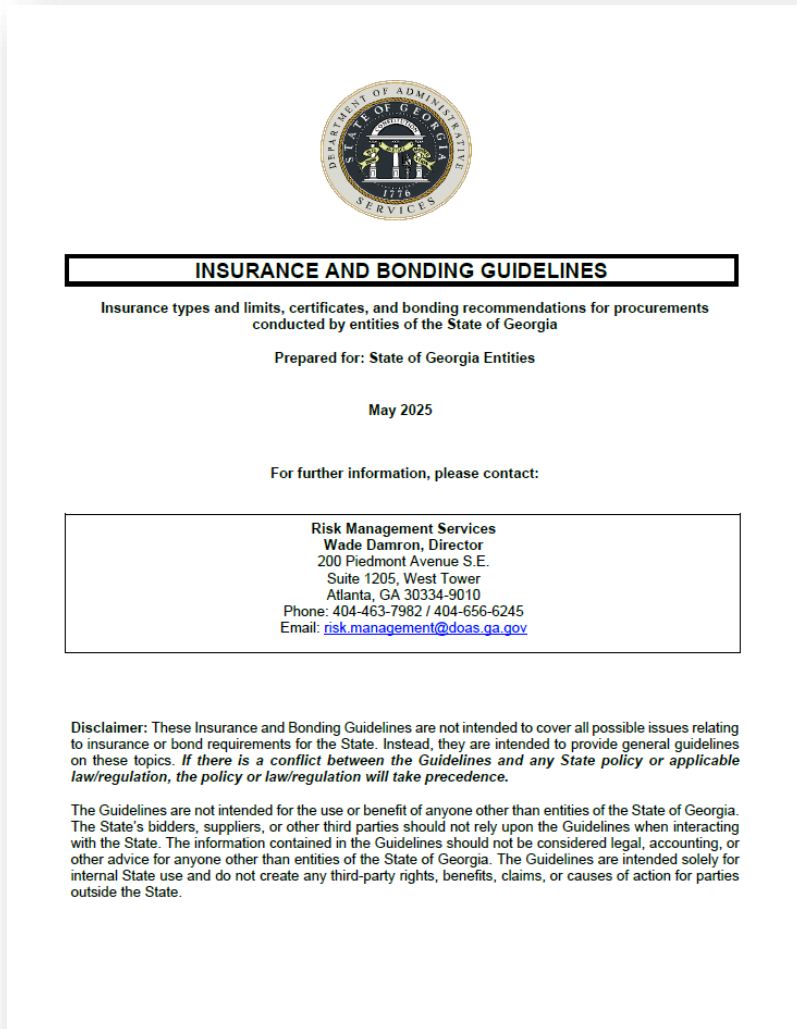 DEPARTMENT OF ADMINISTRATIVE
SERVICES
STATE OF GEORGIA
CONSTITUTION
1776
INSURANCE AND BONDING GUIDELINES
Insurance types and limits, certificates, and bonding recommendations for procurements
conducted by entities of the State of Georgia
Prepared for: State of Georgia Entities
May 2025
For further information, please contact:
Risk Management Services
Wade Damron, Director
200 Piedmont Avenue S.E.
Suite 1205, West Tower
Atlanta, GA 30334-9010
Phone: 404-463-7982 / 404-656-6245
Email: risk.management@doas.ga.gov
Disclaimer: These Insurance and Bonding Guidelines are not intended to cover all possible issues relating
to insurance or bond requirements for the State. Instead, they are intended to provide general guidelines
on these topics. If there is a conflict between the Guidelines and any State policy or applicable
law/regulation, the policy or law/regulation will take precedence.
The Guidelines are not intended for the use or benefit of anyone other than entities of the State of Georgia.
The State's bidders, suppliers, or other third parties should not rely upon the Guidelines when interacting
with the State. The information contained in the Guidelines should not be considered legal, accounting, or
other advice for anyone other than entities of the State of Georgia. The Guidelines are intended solely for
internal State use and do not create any third-party rights, benefits, claims, or causes of action for parties
outside the State.